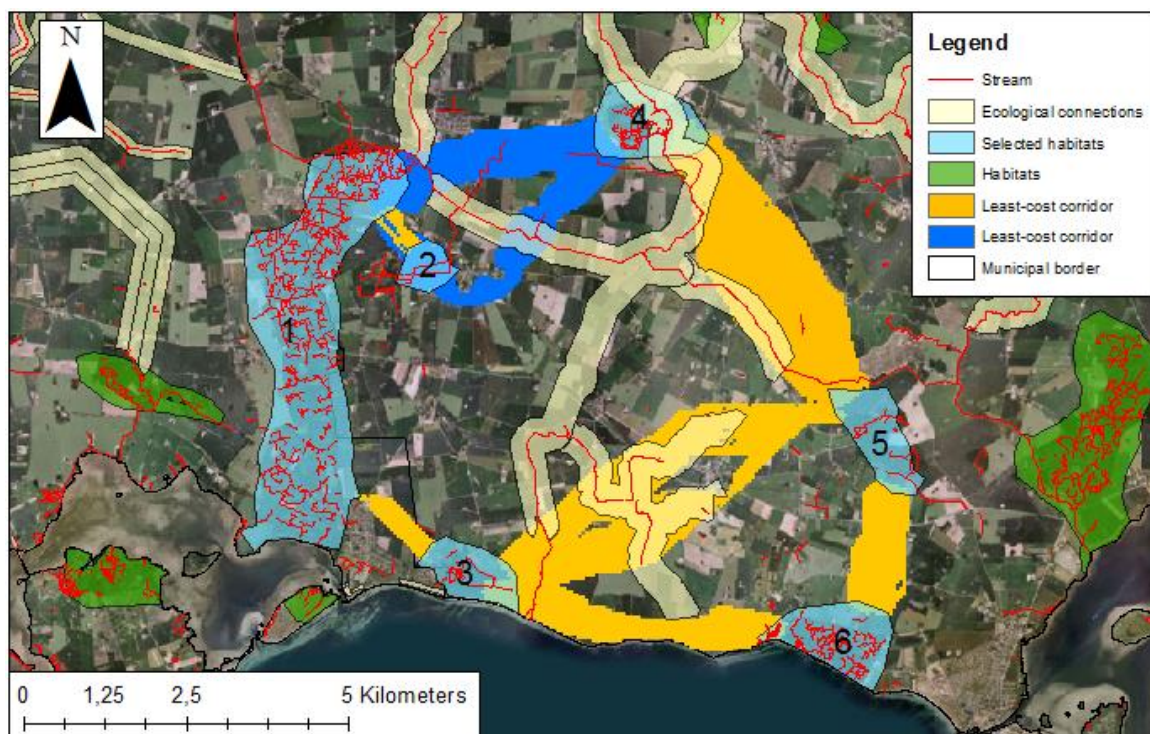 N
Legend
Stream
Ecological connections
Selected habitats
Habitats
Least-cost corridor
Least-cost corridor
Municipal border
4
2
1
5
3
6
0 1,25 2,5 5 Kilometers